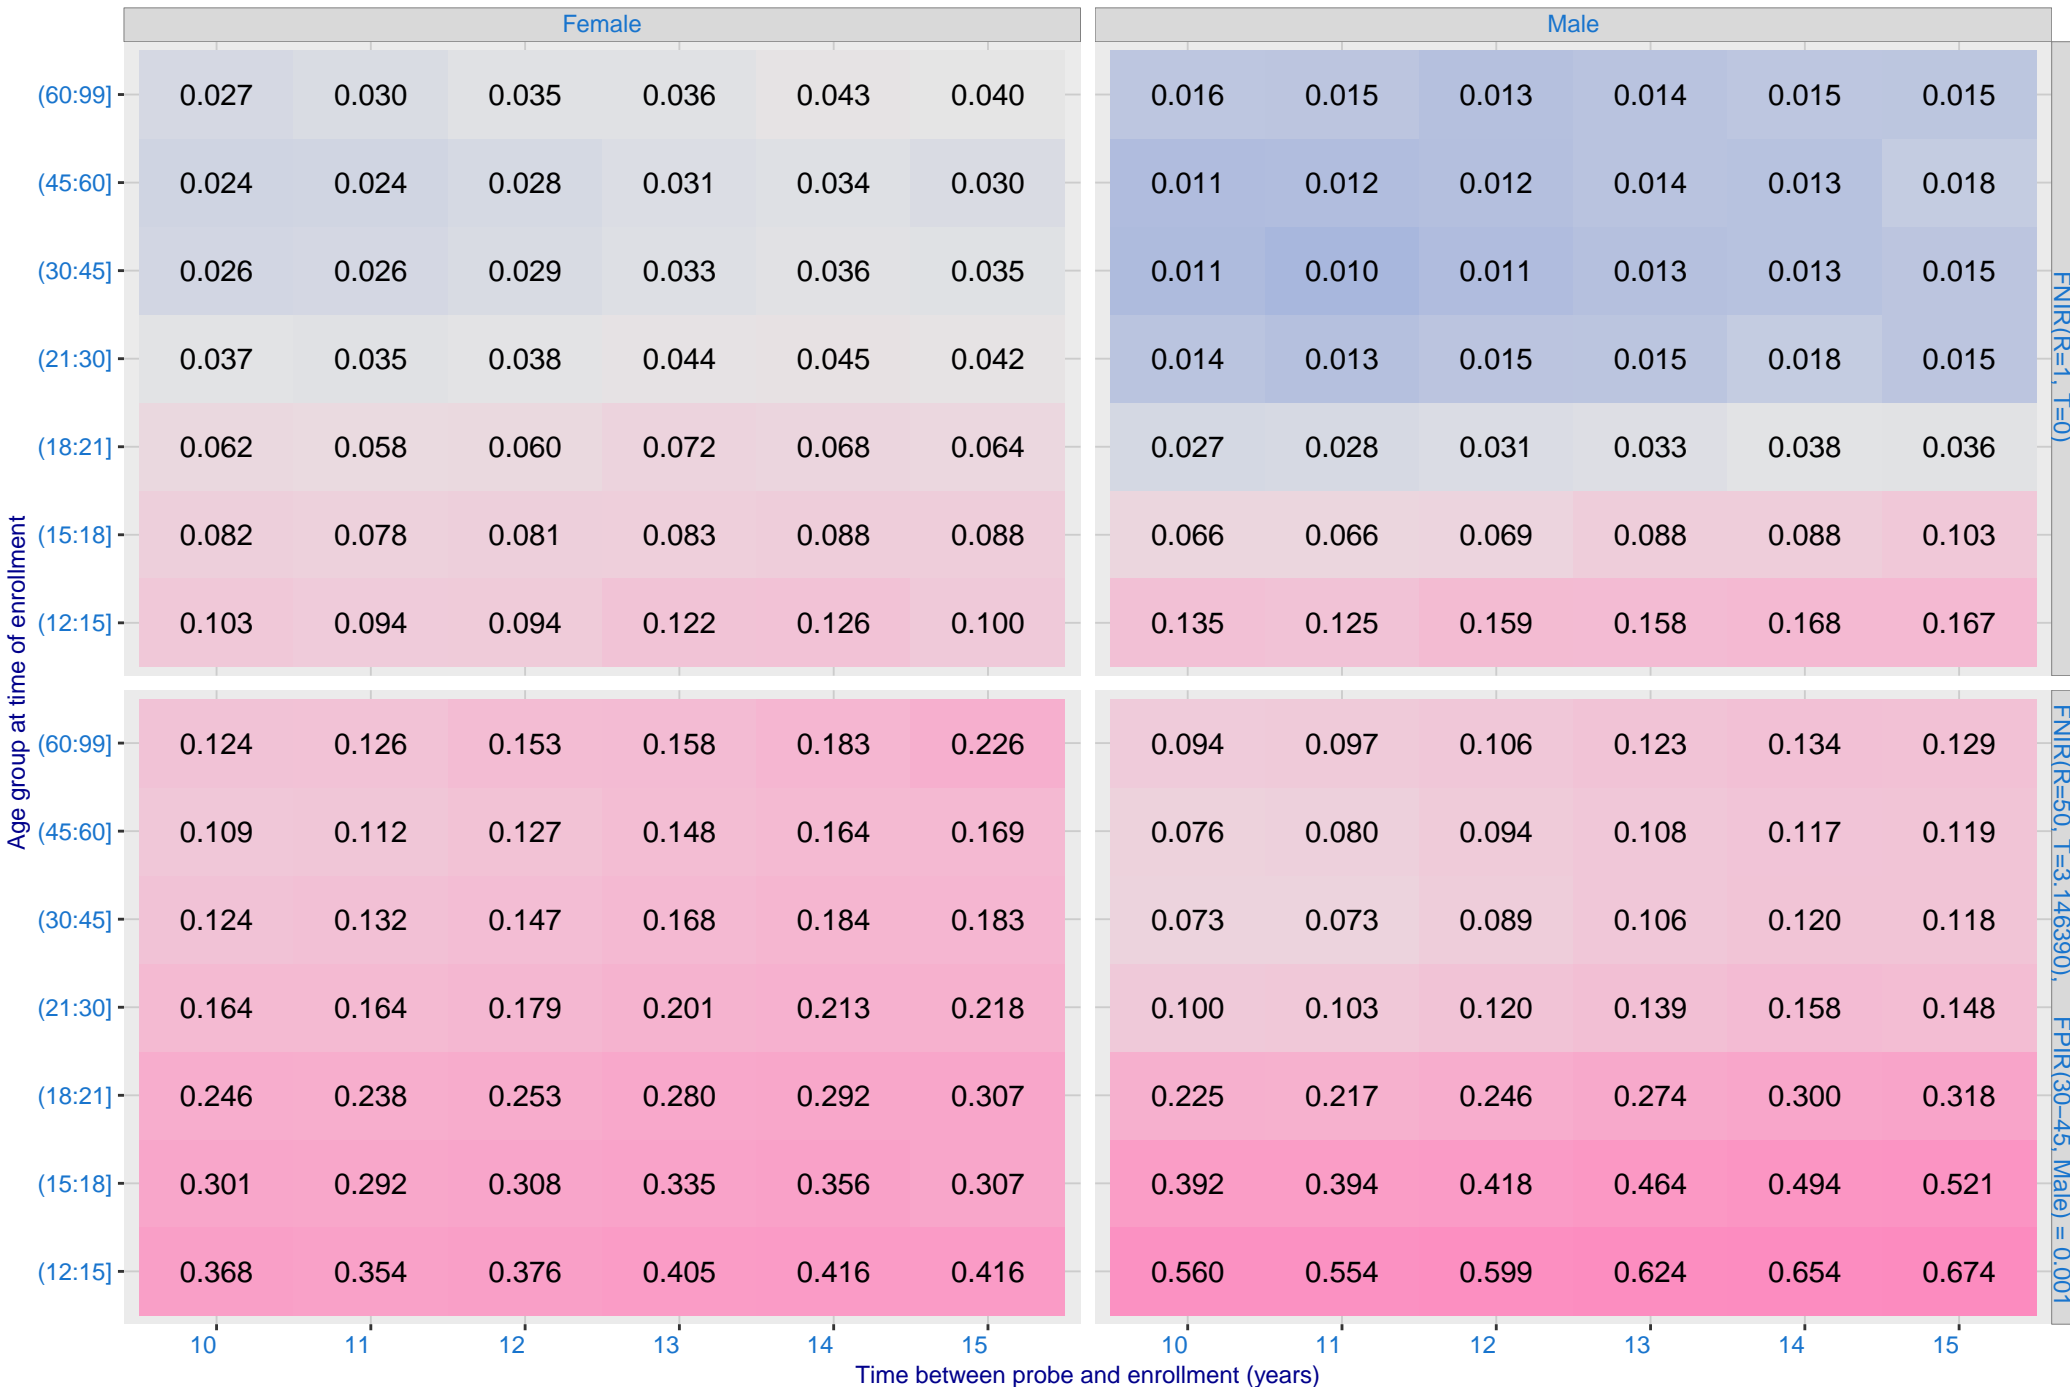 Female Male
(60:99] 0.027 0.030 0.035 0.036 0.043 0.040 0.016 0.015 0.013 0.014 0.015 0.015
(45:60] 0.024 0.024 0.028 0.031 0.034 0.030 0.011 0.012 0.012 0.014 0.013 0.018
(30:45] 0.026 0.026 0.029 0.033 0.036 0.035 0.011 0.010 0.011 0.013 0.013 0.015
(21:30] 0.037 0.035 0.038 0.044 0.045 0.042 0.014 0.013 0.015 0.015 0.018 0.015
(18:21] 0.062 0.058 0.060 0.072 0.068 0.064 0.027 0.028 0.031 0.033 0.038 0.036
(15:18] 0.082 0.078 0.081 0.083 0.088 0.088 0.066 0.066 0.069 0.088 0.088 0.103
(12:15] 0.103 0.094 0.094 0.122 0.126 0.100 0.135 0.125 0.159 0.158 0.168 0.167
FNIR(R=1, T=0)
(60:99] 0.124 0.126 0.153 0.158 0.183 0.226 0.094 0.097 0.106 0.123 0.134 0.129
(45:60] 0.109 0.112 0.127 0.148 0.164 0.169 0.076 0.080 0.094 0.108 0.117 0.119
(30:45] 0.124 0.132 0.147 0.168 0.184 0.183 0.073 0.073 0.089 0.106 0.120 0.118
(21:30] 0.164 0.164 0.179 0.201 0.213 0.218 0.100 0.103 0.120 0.139 0.158 0.148
(18:21] 0.246 0.238 0.253 0.280 0.292 0.307 0.225 0.217 0.246 0.274 0.300 0.318
(15:18] 0.301 0.292 0.308 0.335 0.356 0.307 0.392 0.394 0.418 0.464 0.494 0.521
(12:15] 0.368 0.354 0.376 0.405 0.416 0.416 0.560 0.554 0.599 0.624 0.654 0.674
FNIR(R=50, T=3.146390), FPIR(30−45, Male) = 0.001
10 11 12 13 14 15 10 11 12 13 14 15
Time between probe and enrollment (years)
Age group at time of enrollment